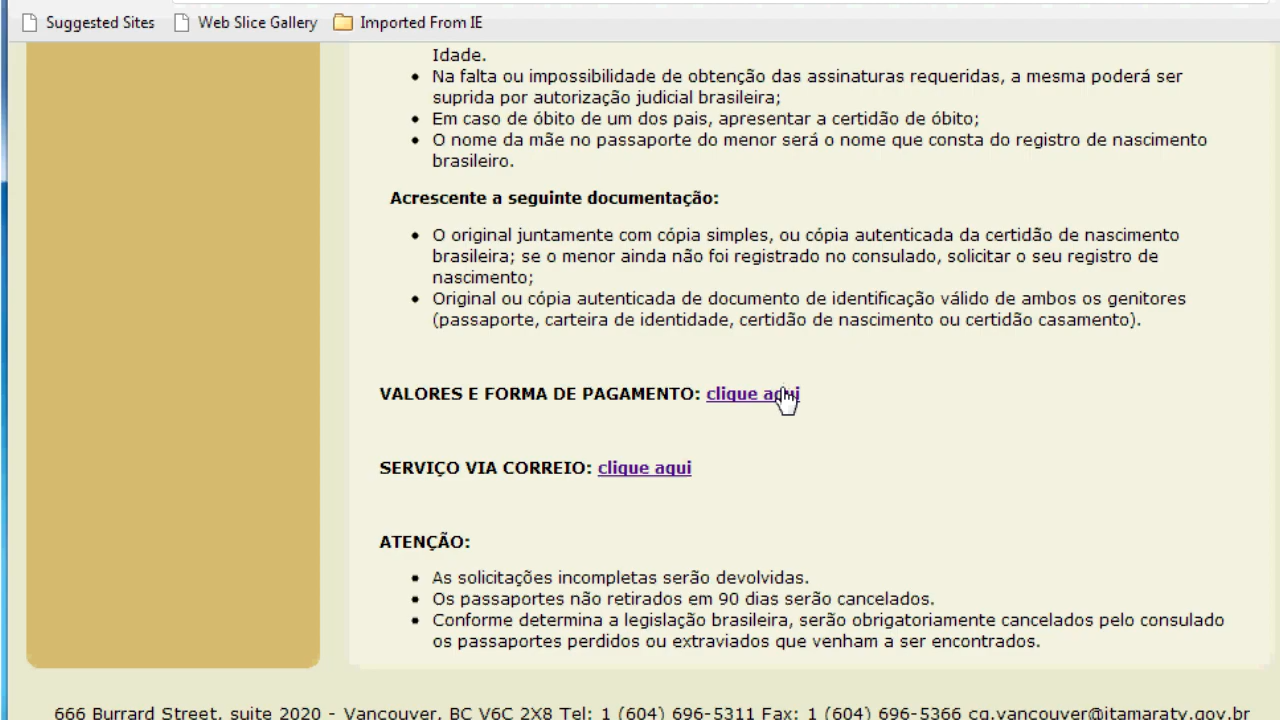 Suggested Sites Web Slice Gallery Imported From IE
Idade.
• Na falta ou impossibilidade de obtenção das assinaturas requeridas, a mesma poderá ser
suprida por autorização judicial brasileira;
• Em caso de óbito de um dos pais, apresentar a certidão de óbito;
• O nome da mãe no passaporte do menor será o nome que consta do registro de nascimento
brasileiro.
Acrescente a seguinte documentação:
• O original juntamente com cópia simples, ou cópia autenticada da certidão de nascimento
brasileira; se o menor ainda não foi registrado no consulado, solicitar o seu registro de
nascimento;
• Original ou cópia autenticada de documento de identificação válido de ambos os genitores
(passaporte, carteira de identidade, certidão de nascimento ou certidão casamento).
VALORES E FORMA DE PAGAMENTO: clique aqui
SERVIÇO VIA CORREIO: clique aqui
ATENÇÃO:
• As solicitações incompletas serão devolvidas.
• Os passaportes não retirados em 90 dias serão cancelados.
• Conforme determina a legislação brasileira, serão obrigatoriamente cancelados pelo consulado
os passaportes perdidos ou extraviados que venham a ser encontrados.
666 Burrard Street, suite 2020 - Vancouver, BC V6C 2X8 Tel: 1 (604) 696-5311 Fax: 1 (604) 696-5366 cg.vancouver@itamaraty.gov.br